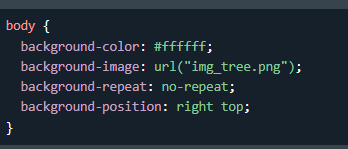 body {
  background-color: #ffffff;
  background-image: url("img_tree.png");
  background-repeat: no-repeat;
  background-position: right top;
}